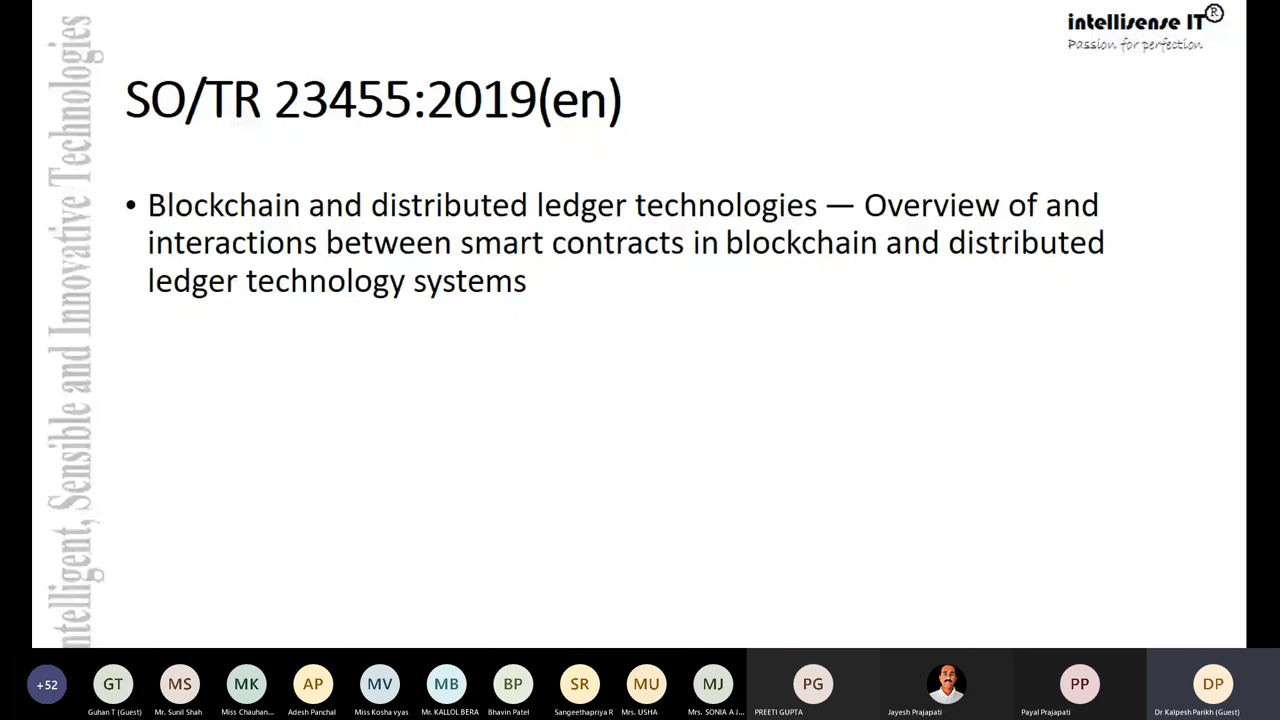 intellisense IT®
Passion for perfection
ntelligent, Sensible and Innovative Technologies
SO/TR 23455:2019(en)
• Blockchain and distributed ledger technologies — Overview of and
interactions between smart contracts in blockchain and distributed
ledger technology systems
+52
GT
MS
MK
AP
MV
MB
BP
SR
MU
MJ
PG
PP
DP
Guhan T (Guest)
Mr. Sunil Shah
Miss Chauhan...
Adesh Panchal
Miss Kosha vyas
Mr. KALLOL BERA
Bhavin Patel
Sangeethapriya R
Mrs. USHA
Mrs. SONIA A J...
PREETI GUPTA
Jayesh Prajapati
Payal Prajapati
Dr Kalpesh Parikh (Guest)